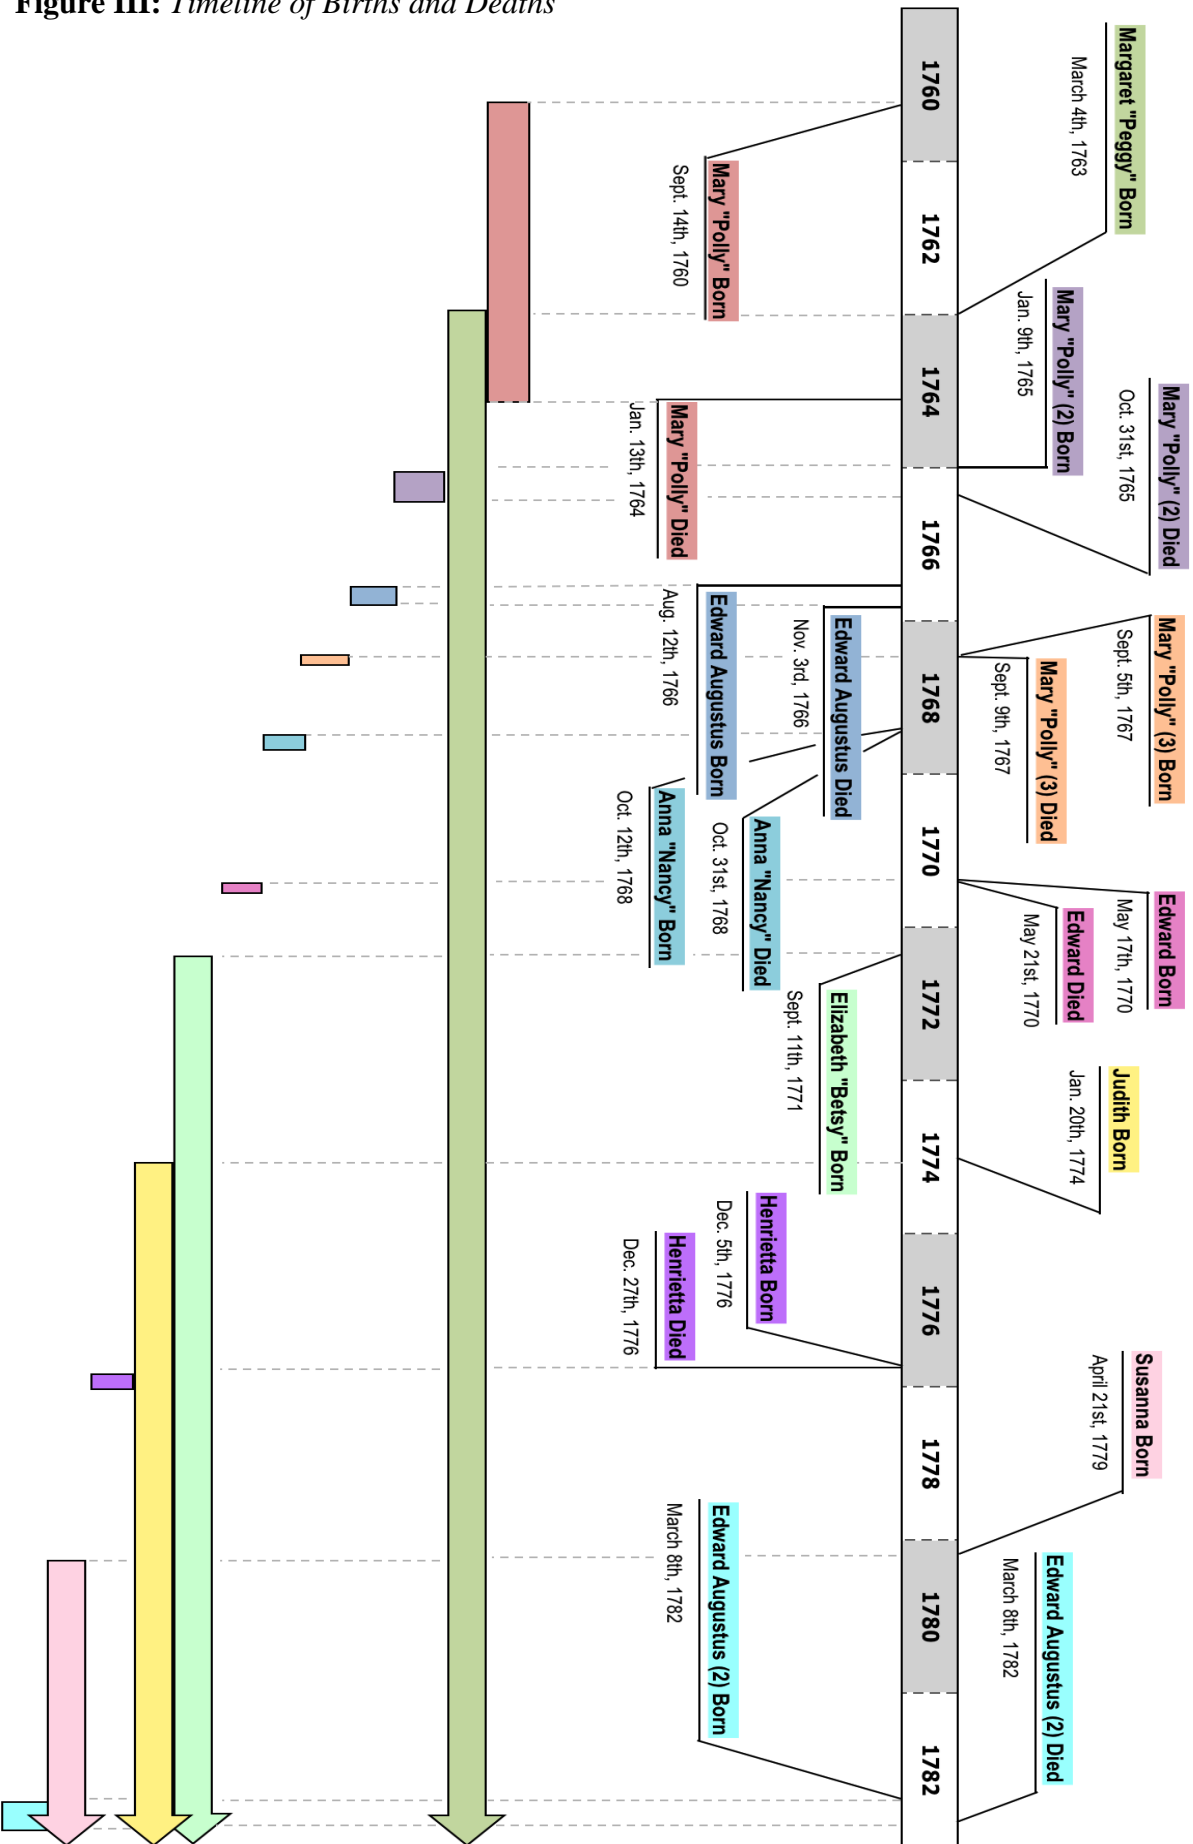 Figure III: Timeline of Births and Deaths
1760
1762
1764
1766
1768
1770
1772
1774
1776
1778
1780
1782
Margaret "Peggy" Born
March 4th, 1763
Mary "Polly" (2) Born
Jan. 9th, 1765
Mary "Polly" (2) Died
Oct. 31st, 1765
Mary "Polly" (3) Born
Sept. 5th, 1767
Mary "Polly" (3) Died
Sept. 9th, 1767
Edward Born
May 17th, 1770
Edward Died
May 21st, 1770
Judith Born
Jan. 20th, 1774
Susanna Born
April 21st, 1779
Edward Augustus (2) Died
March 8th, 1782
Mary "Polly" Born
Sept. 14th, 1760
Mary "Polly" Died
Jan. 13th, 1764
Edward Augustus Born
Aug. 12th, 1766
Edward Augustus Died
Nov. 3rd, 1766
Anna "Nancy" Born
Oct. 12th, 1768
Anna "Nancy" Died
Oct. 31st, 1768
Elizabeth "Betsy" Born
Sept. 11th, 1771
Henrietta Born
Dec. 5th, 1776
Henrietta Died
Dec. 27th, 1776
Edward Augustus (2) Born
March 8th, 1782